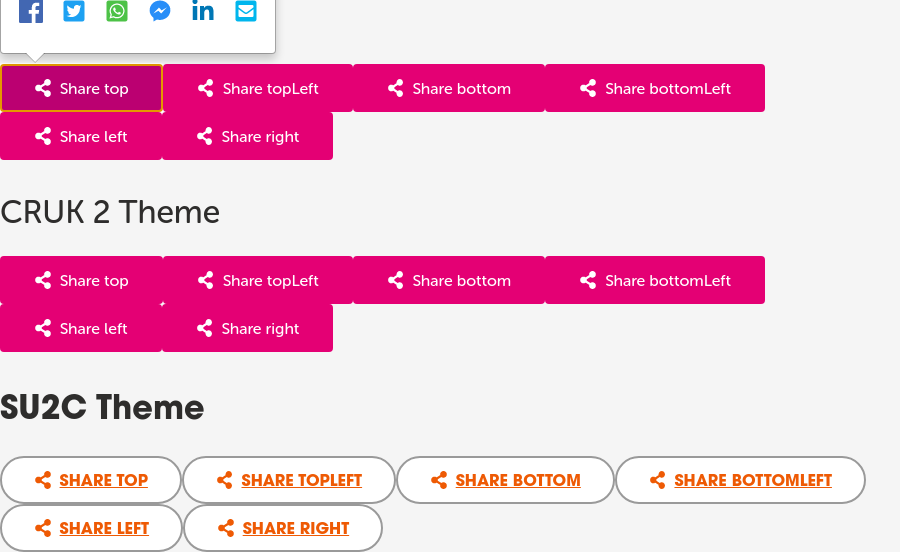 Share top Share topLeft Share bottom Share bottomLeft
Share left Share right
CRUK 2 Theme
Share top Share topLeft Share bottom Share bottomLeft
Share left Share right
SU2C Theme
SHARE TOP SHARE TOPLEFT SHARE BOTTOM SHARE BOTTOMLEFT
SHARE LEFT SHARE RIGHT